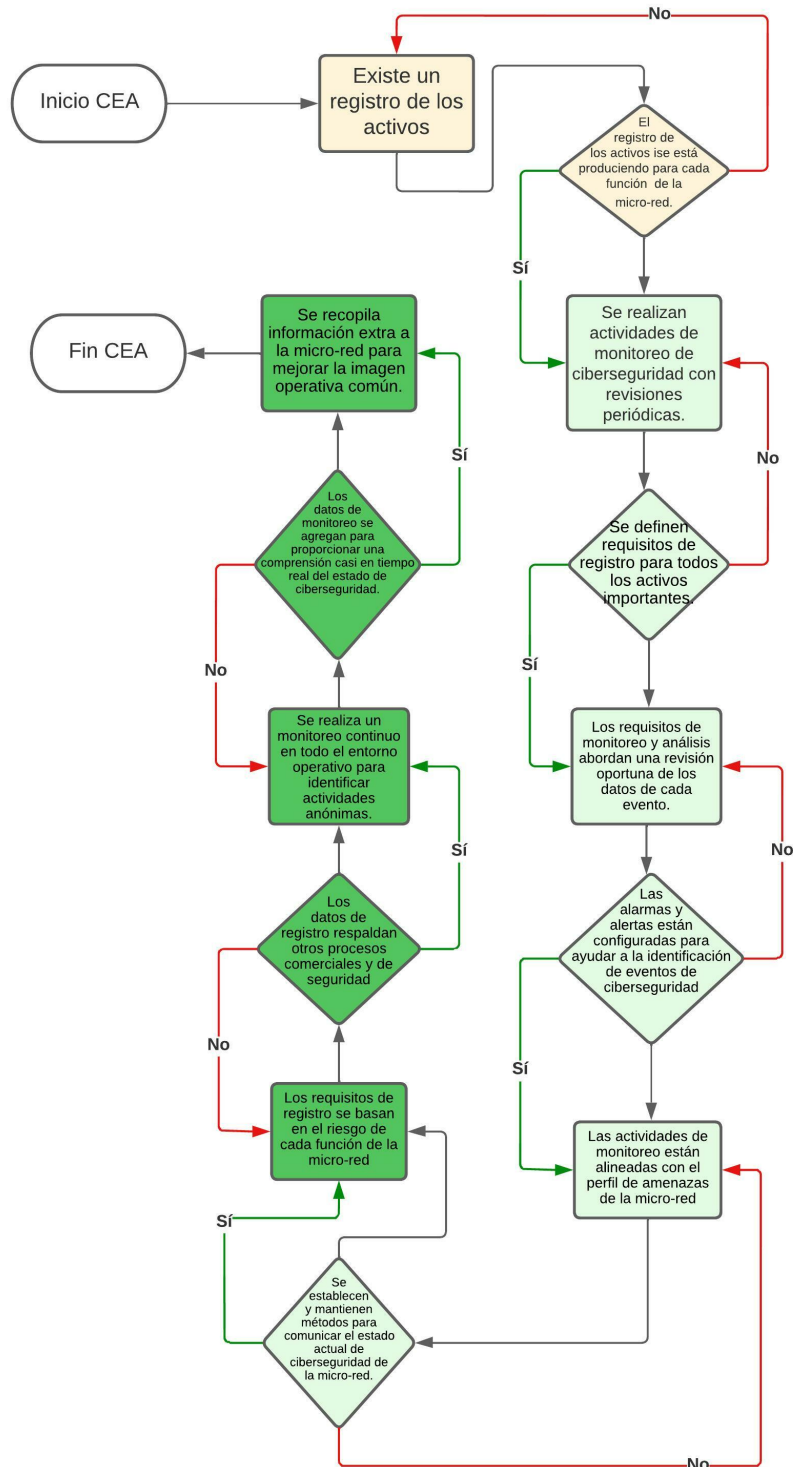 No
Inicio CEA
Existe un
registro de los
activos
El
registro de
los activos ise está
produciendo para cada
función de la
micro-red.
Sí
Se realizan
actividades de
monitoreo de
ciberseguridad con
revisiones
periódicas.
No
Se definen
requisitos de
registro para todos
los activos
importantes.
Sí
Los requisitos de
monitoreo y análisis
abordan una revisión
oportuna de los
datos de cada
evento.
No
Las
alarmas y
alertas están
configuradas para
ayudar a la identificación
de eventos de
ciberseguridad
Sí
Las actividades de
monitoreo están
alineadas con el
perfil de amenazas
de la micro-red
Se
establecen
y mantienen
métodos para
comunicar el estado
actual de
ciberseguridad de
la micro-red.
No
Sí
Los requisitos de
registro se basan
en el riesgo de
cada función de la
micro-red
No
Los
datos de
registro respaldan
otros procesos
comerciales y de
seguridad
Sí
Se realiza un
monitoreo continuo
en todo el entorno
operativo para
identificar
actividades
anónimas.
No
Los
datos de
monitoreo se
agregan para
proporcionar una
comprensión casi en tiempo
real del estado de
ciberseguridad.
Sí
Se recopila
información extra a
la micro-red para
mejorar la imagen
operativa común.
Fin CEA